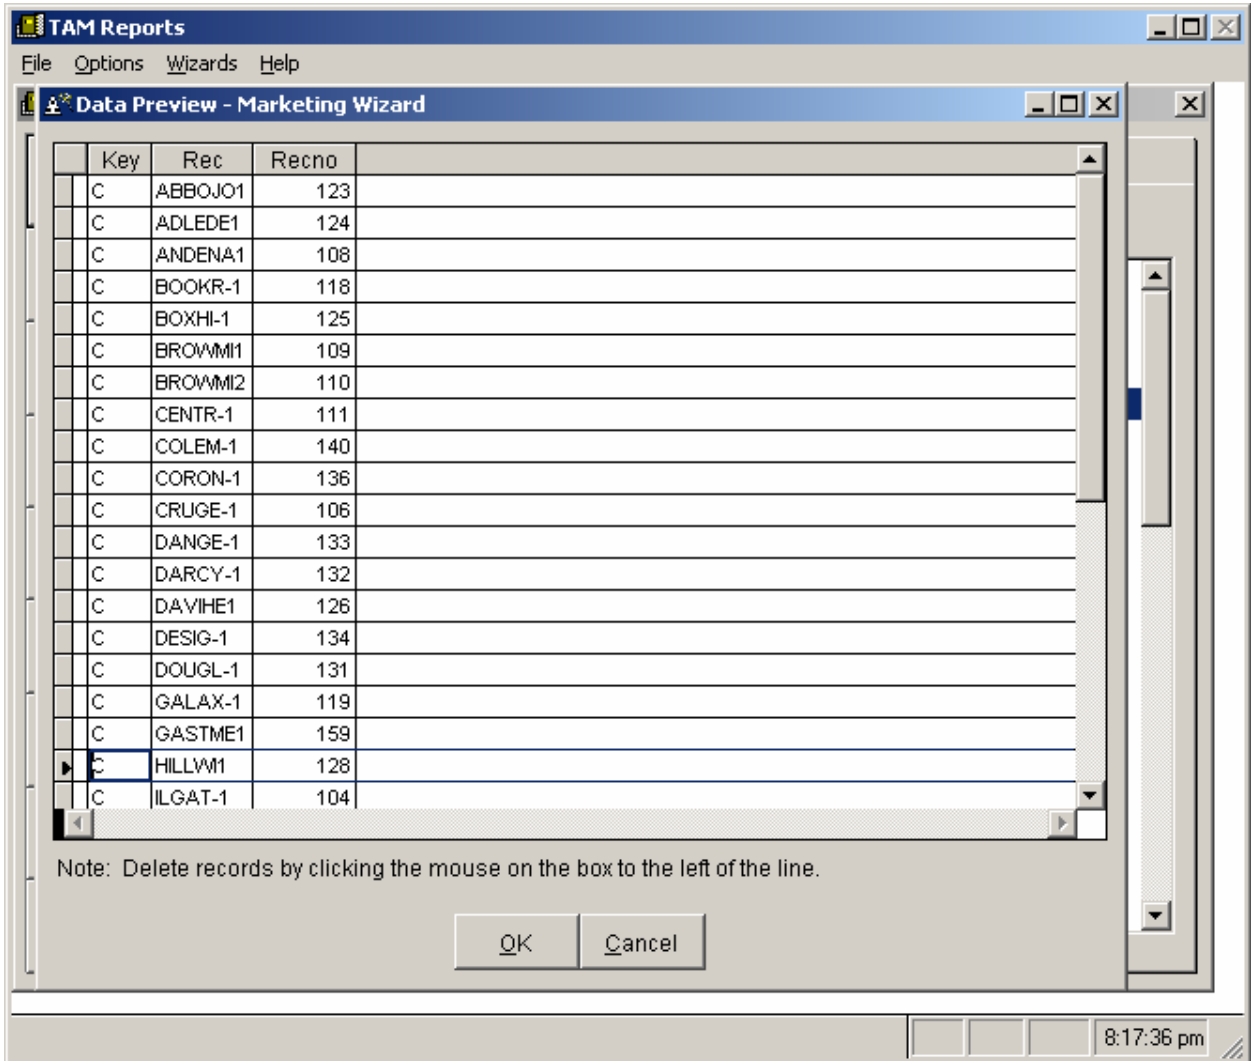 TAM Reports
File Options Wizards Help
Data Preview - Marketing Wizard
Key Rec Recno
C ABBOJO1 123
C ADLEDE1 124
C ANDENA1 108
C BOOKR-1 118
C BOXHI-1 125
C BROWMI1 109
C BROWMI2 110
C CENTR-1 111
C COLEM-1 140
C CORON-1 136
C CRUGE-1 106
C DANGE-1 133
C DARCY-1 132
C DAVIHE1 126
C DESIG-1 134
C DOUGL-1 131
C GALAX-1 119
C GASTME1 159
C HILLWI1 128
C ILGAT-1 104
Note: Delete records by clicking the mouse on the box to the left of the line.
OK Cancel
8:17:36 pm